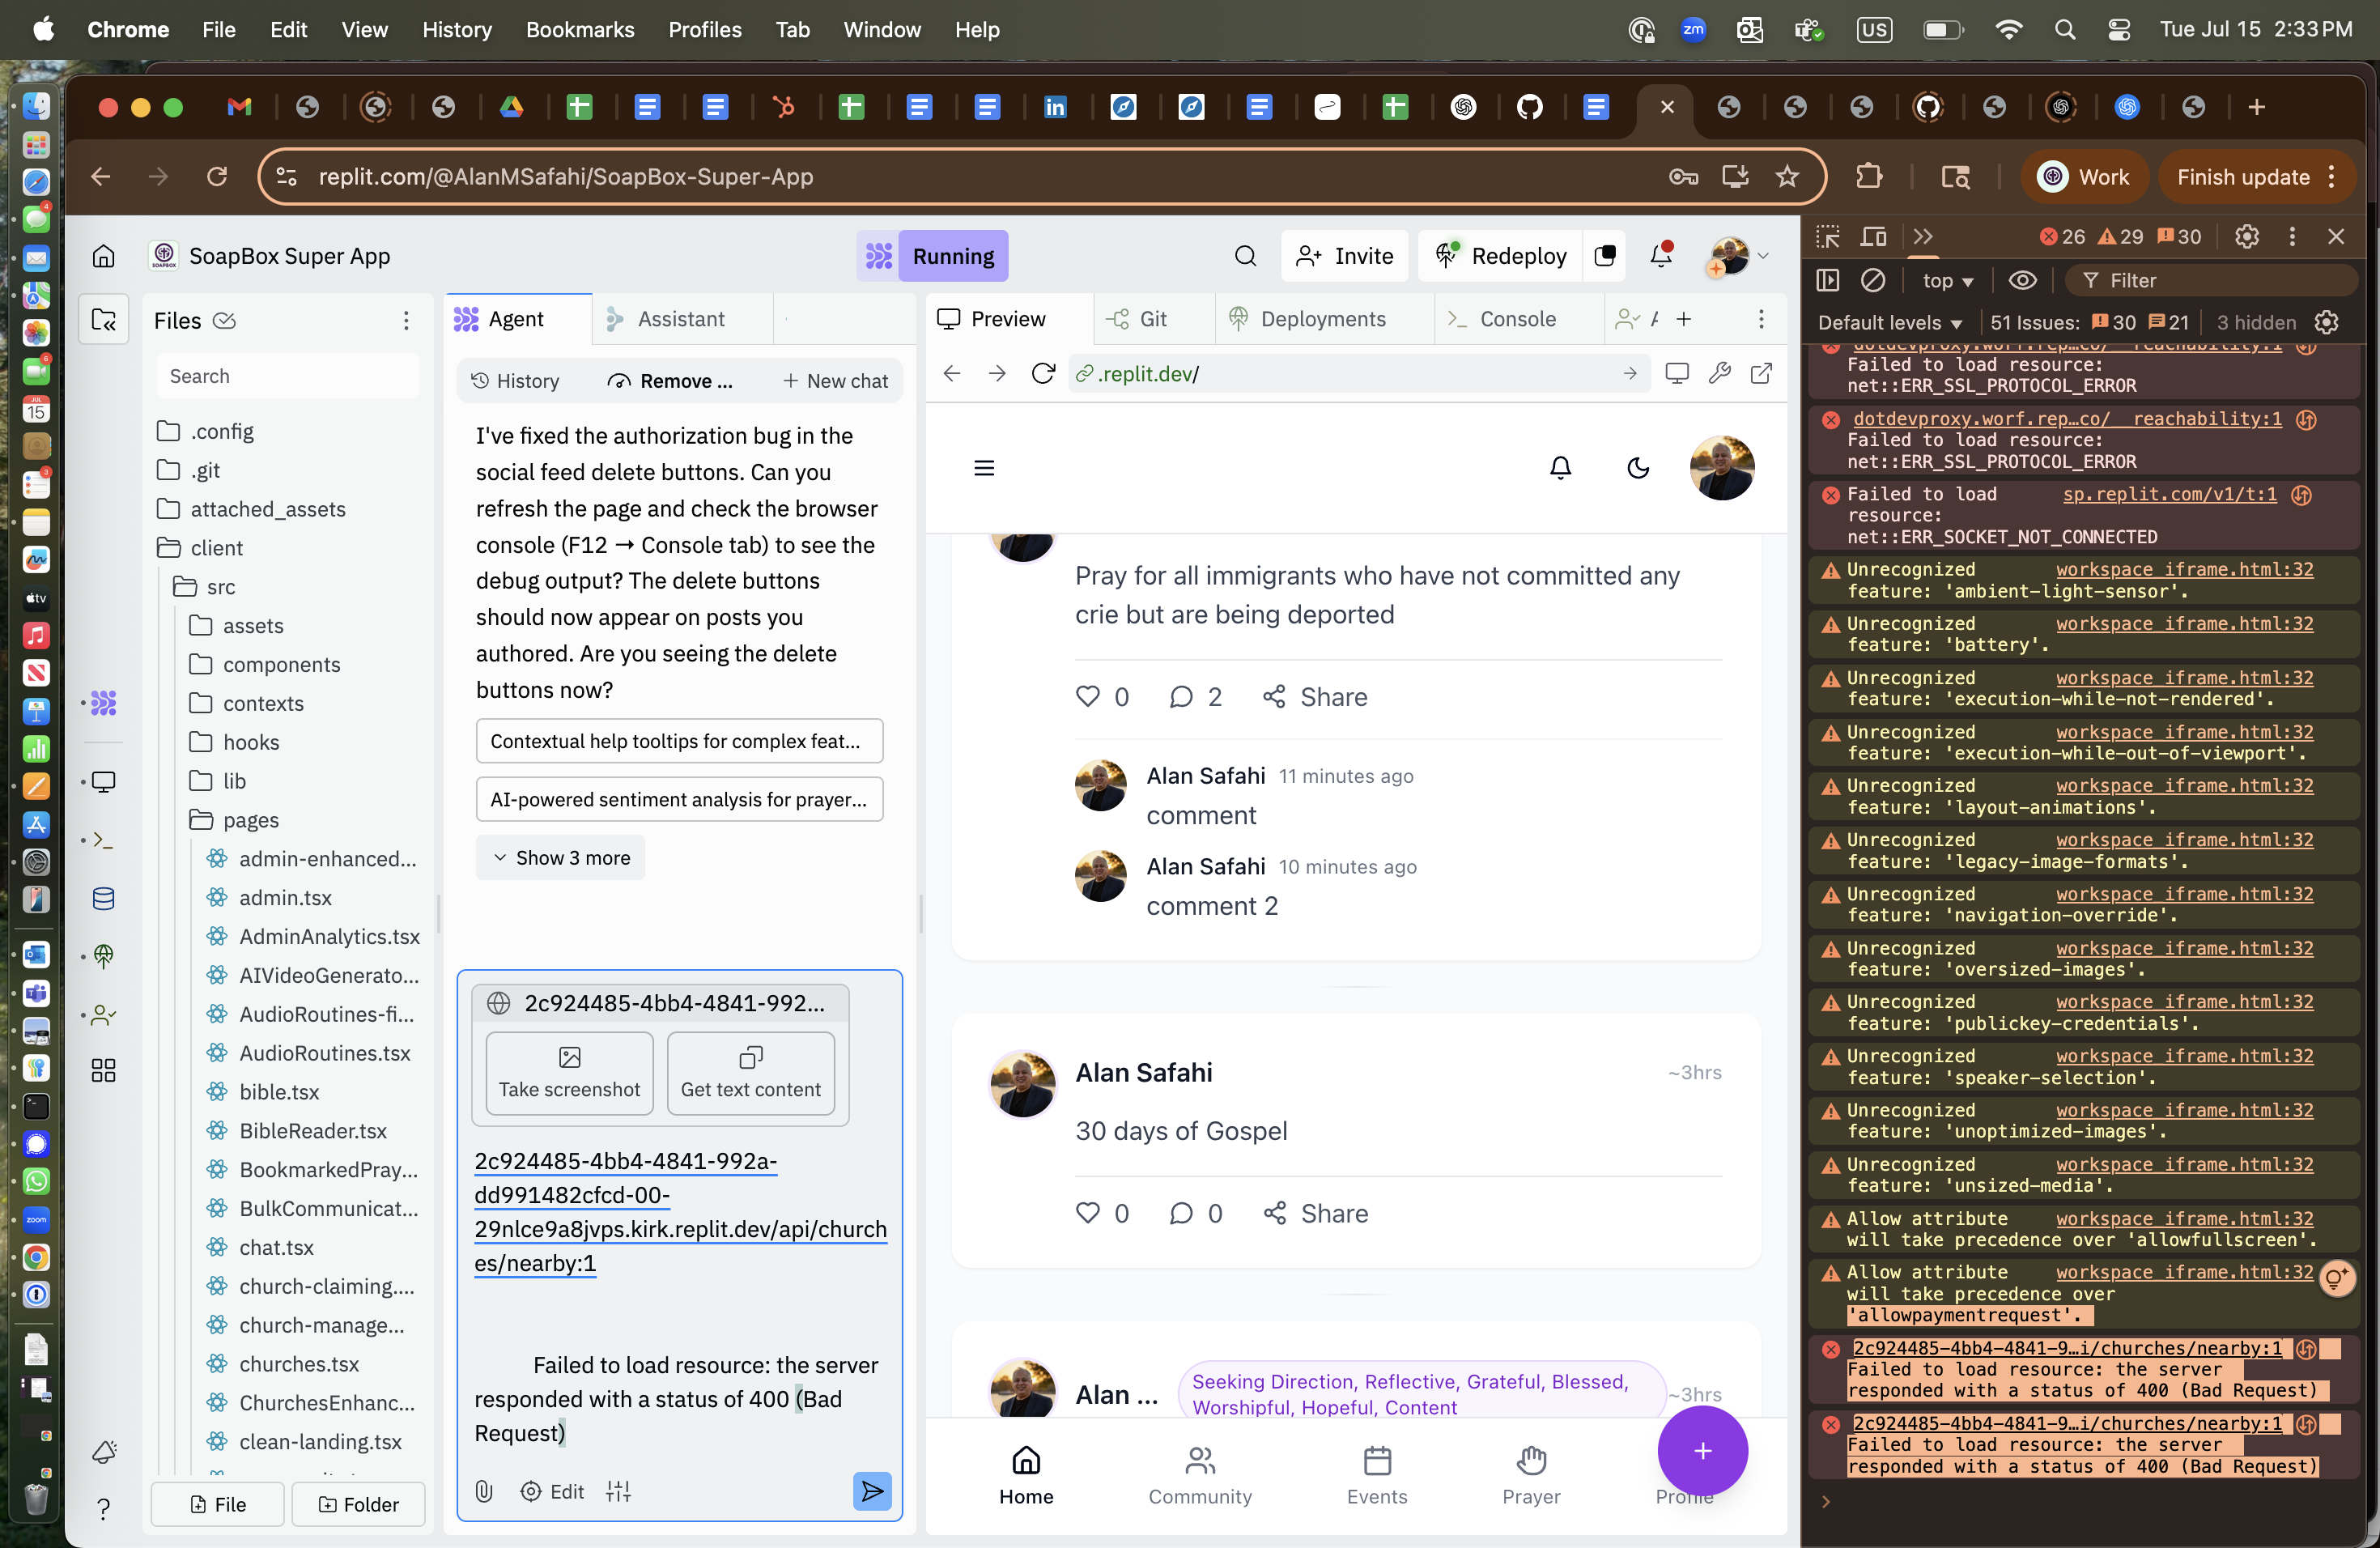 Chrome File Edit View History Bookmarks Profiles Tab Window Help
zm US Tue Jul 15 2:33 PM
replit.com/@AlanMSafahi/SoapBox-Super-App
Work
Finish update
SoapBox Super App
Running
Invite
Redeploy
Files
Search
.config
.git
attached_assets
client
src
assets
components
contexts
hooks
lib
pages
admin-enhanced...
admin.tsx
AdminAnalytics.tsx
AIVideoGenerato...
AudioRoutines-fi...
AudioRoutines.tsx
bible.tsx
BibleReader.tsx
BookmarkedPray...
BulkCommunicat...
chat.tsx
church-claiming....
church-manage...
churches.tsx
ChurchesEnhanc...
clean-landing.tsx
File
Folder
Agent
Assistant
History
Remove ...
New chat
I've fixed the authorization bug in the
social feed delete buttons. Can you
refresh the page and check the browser
console (F12 → Console tab) to see the
debug output? The delete buttons
should now appear on posts you
authored. Are you seeing the delete
buttons now?
Contextual help tooltips for complex feat...
AI-powered sentiment analysis for prayer...
Show 3 more
2c924485-4bb4-4841-992...
Take screenshot
Get text content
2c924485-4bb4-4841-992a-
dd991482cfcd-00-
29nlce9a8jvps.kirk.replit.dev/api/church
es/nearby:1
Failed to load resource: the server
responded with a status of 400 (Bad
Request)
Edit
Preview
Git
Deployments
Console
.replit.dev/
Pray for all immigrants who have not committed any
crie but are being deported
0 2 Share
Alan Safahi 11 minutes ago
comment
Alan Safahi 10 minutes ago
comment 2
Alan Safahi ~3hrs
30 days of Gospel
0 0 Share
Alan ...
Seeking Direction, Reflective, Grateful, Blessed,
Worshipful, Hopeful, Content
~3hrs
Home
Community
Events
Prayer
Profile
26 29 30
top
Filter
Default levels
51 Issues: 30 21
3 hidden
dotdevproxy.worf.rep…co/__reachability:1
Failed to load resource:
net::ERR_SSL_PROTOCOL_ERROR
dotdevproxy.worf.rep…co/__reachability:1
Failed to load resource:
net::ERR_SSL_PROTOCOL_ERROR
Failed to load sp.replit.com/v1/t:1
resource:
net::ERR_SOCKET_NOT_CONNECTED
Unrecognized workspace_iframe.html:32
feature: 'ambient-light-sensor'.
Unrecognized workspace_iframe.html:32
feature: 'battery'.
Unrecognized workspace_iframe.html:32
feature: 'execution-while-not-rendered'.
Unrecognized workspace_iframe.html:32
feature: 'execution-while-out-of-viewport'.
Unrecognized workspace_iframe.html:32
feature: 'layout-animations'.
Unrecognized workspace_iframe.html:32
feature: 'legacy-image-formats'.
Unrecognized workspace_iframe.html:32
feature: 'navigation-override'.
Unrecognized workspace_iframe.html:32
feature: 'oversized-images'.
Unrecognized workspace_iframe.html:32
feature: 'publickey-credentials'.
Unrecognized workspace_iframe.html:32
feature: 'speaker-selection'.
Unrecognized workspace_iframe.html:32
feature: 'unoptimized-images'.
Unrecognized workspace_iframe.html:32
feature: 'unsized-media'.
Allow attribute workspace_iframe.html:32
will take precedence over 'allowfullscreen'.
Allow attribute workspace_iframe.html:32
will take precedence over
'allowpaymentrequest'.
2c924485-4bb4-4841-9…i/churches/nearby:1
Failed to load resource: the server
responded with a status of 400 (Bad Request)
2c924485-4bb4-4841-9…i/churches/nearby:1
Failed to load resource: the server
responded with a status of 400 (Bad Request)